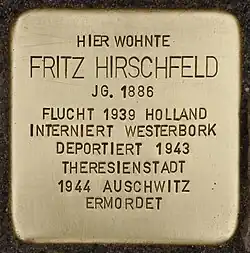 HIER WOHNTE
FRITZ HIRSCHFELD
JG. 1886
FLUCHT 1939 HOLLAND
INTERNIERT WESTERBORK
DEPORTIERT 1943
THERESIENSTADT
1944 AUSCHWITZ
ERMORDET